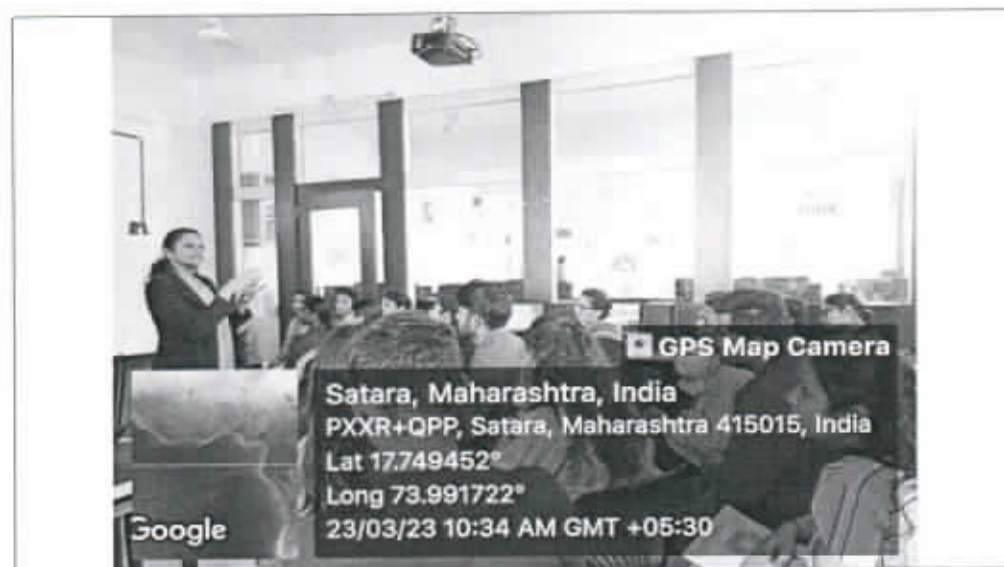 GPS Map Camera
Satara, Maharashtra, India
PXXR+QPP, Satara, Maharashtra 415015, India
Lat 17.749452°
Long 73.991722°
23/03/23 10:34 AM GMT +05:30
Google